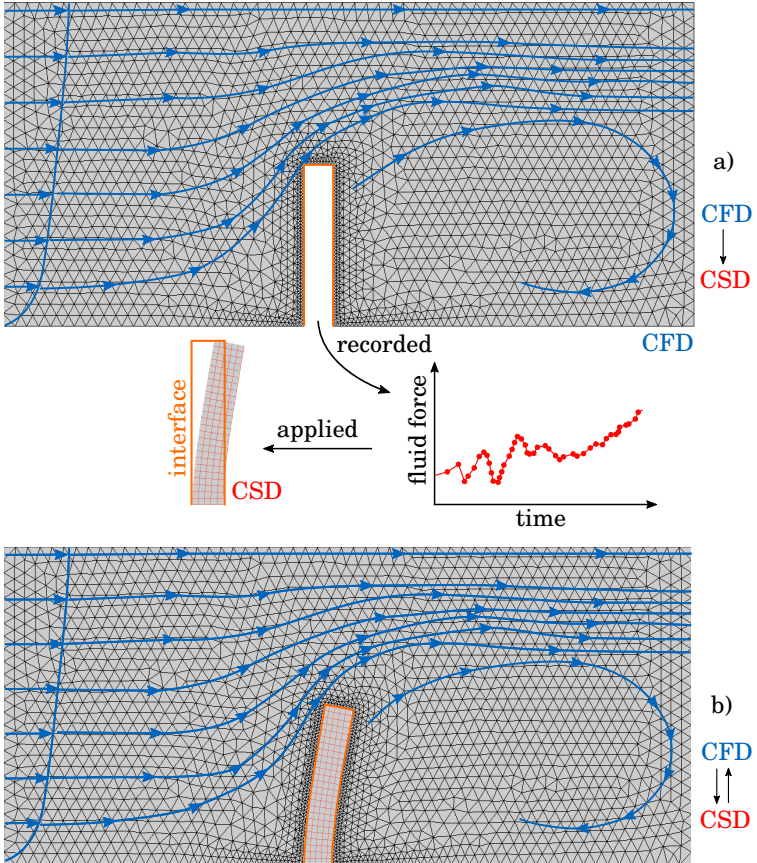 a)
CFD
CSD
CFD
recorded
interface
applied
CSD
fluid force
time
b)
CFD
CSD